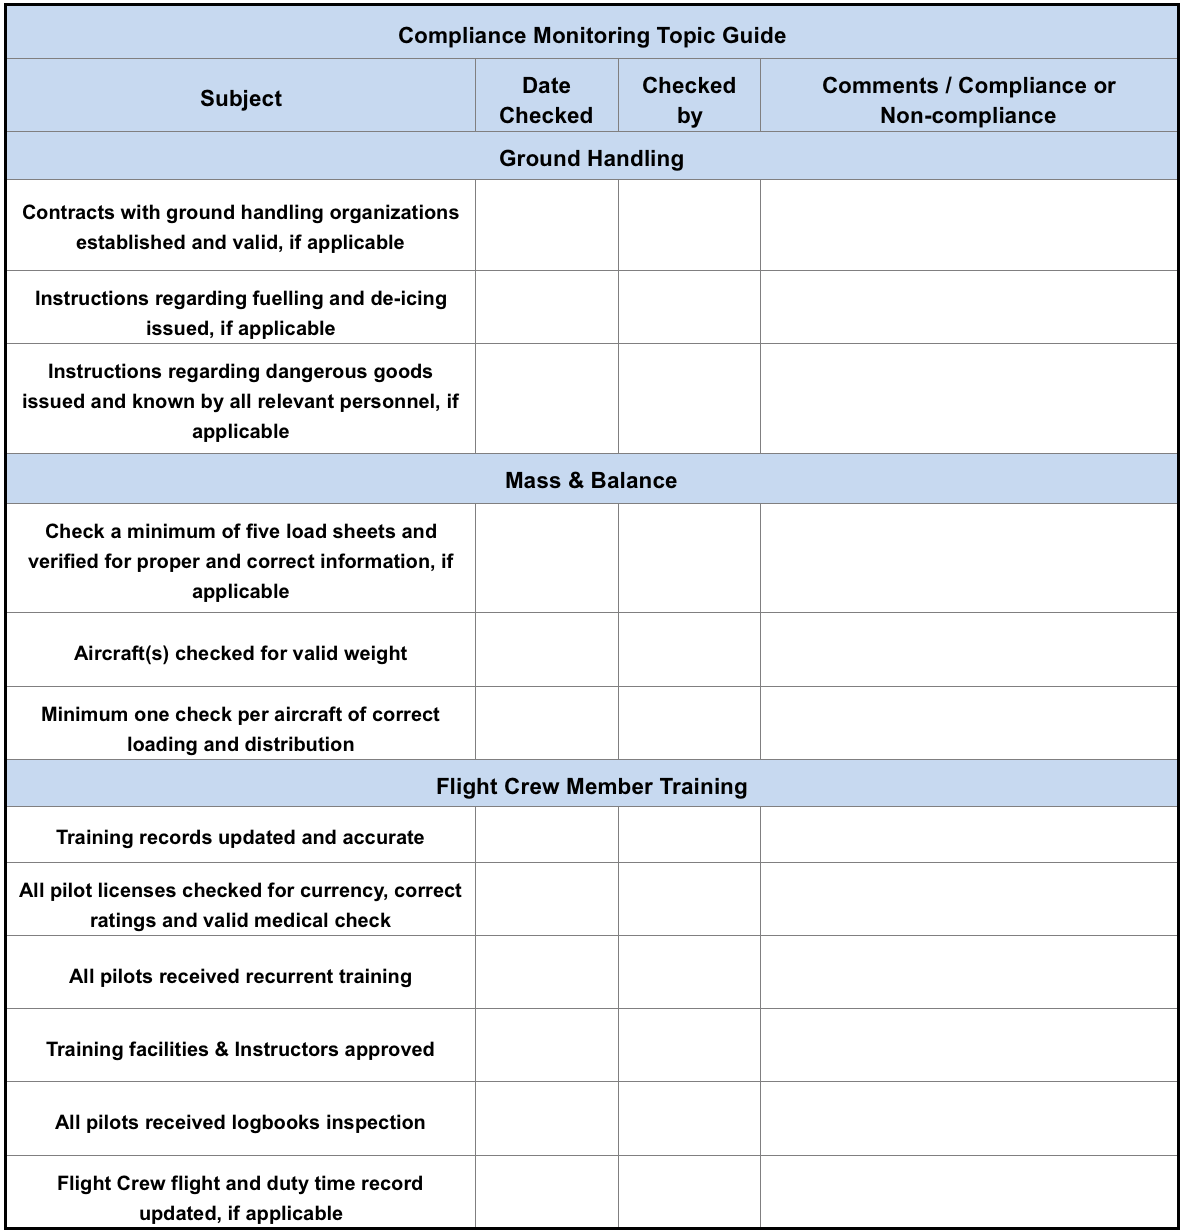 Compliance Monitoring Topic Guide
Subject
Date
Checked
Checked
by
Comments / Compliance or
Non-compliance
Ground Handling
Contracts with ground handling organizations
established and valid, if applicable
Instructions regarding fuelling and de-icing
issued, if applicable
Instructions regarding dangerous goods
issued and known by all relevant personnel, if
applicable
Mass & Balance
Check a minimum of five load sheets and
verified for proper and correct information, if
applicable
Aircraft(s) checked for valid weight
Minimum one check per aircraft of correct
loading and distribution
Flight Crew Member Training
Training records updated and accurate
All pilot licenses checked for currency, correct
ratings and valid medical check
All pilots received recurrent training
Training facilities & Instructors approved
All pilots received logbooks inspection
Flight Crew flight and duty time record
updated, if applicable